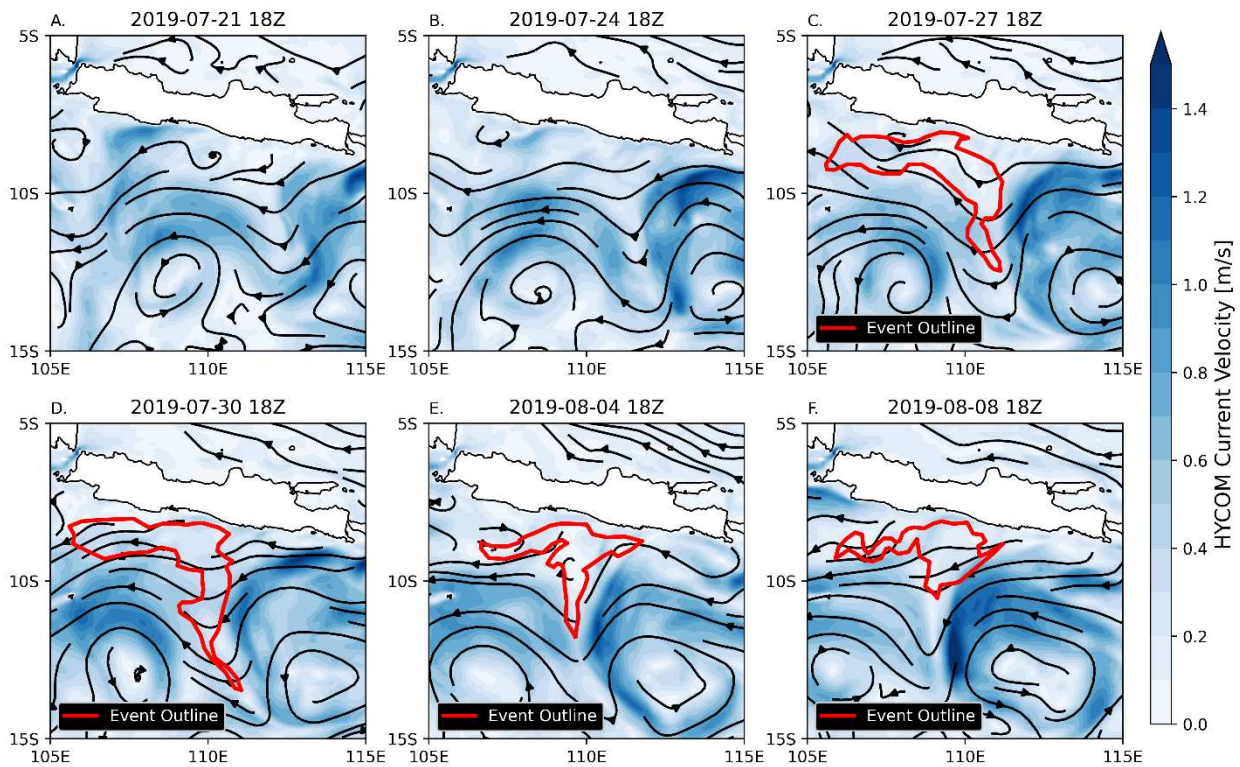 A. 2019-07-21 18Z
B. 2019-07-24 18Z
C. 2019-07-27 18Z
5S
10S
15S
105E 110E 115E
5S
10S
15S
105E 110E 115E
5S
10S
15S
105E 110E 115E
Event Outline
D. 2019-07-30 18Z
E. 2019-08-04 18Z
F. 2019-08-08 18Z
5S
10S
15S
105E 110E 115E
Event Outline
5S
10S
15S
105E 110E 115E
Event Outline
5S
10S
15S
105E 110E 115E
Event Outline
1.4
1.2
1.0
0.8
0.6
0.4
0.2
0.0
HYCOM Current Velocity [m/s]